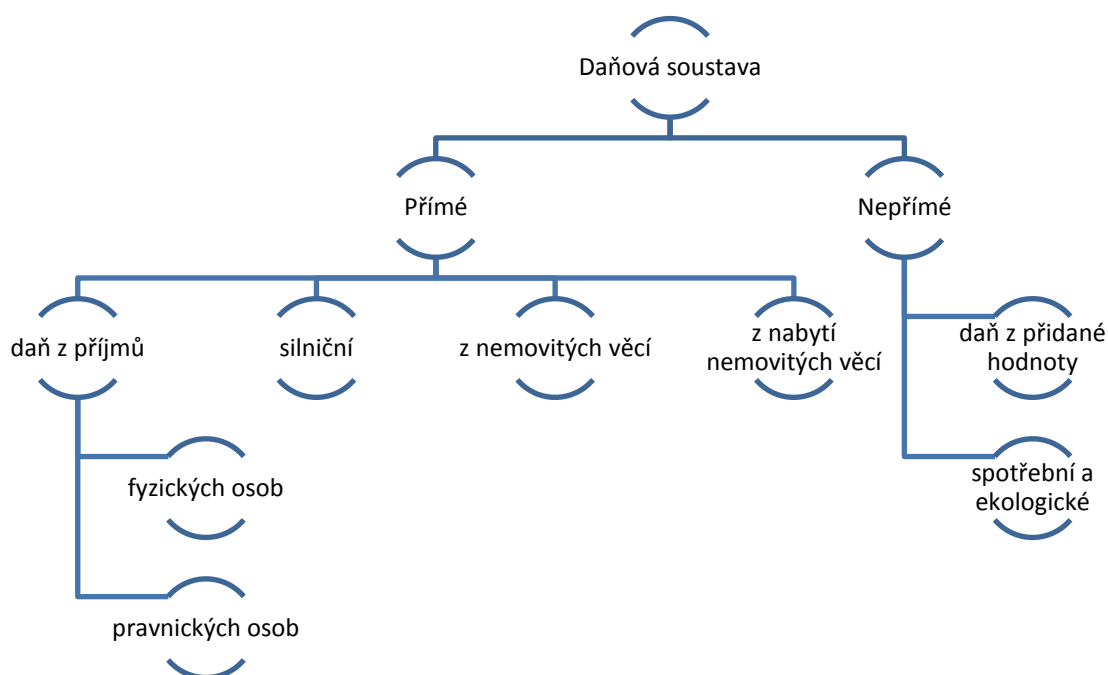 Daňová soustava
Přímé
Nepřímé
daň z příjmů
silniční
z nemovitých věcí
z nabytí
nemovitých věcí
daň z přidané
hodnoty
fyzických osob
spotřební a
ekologické
pravnických osob